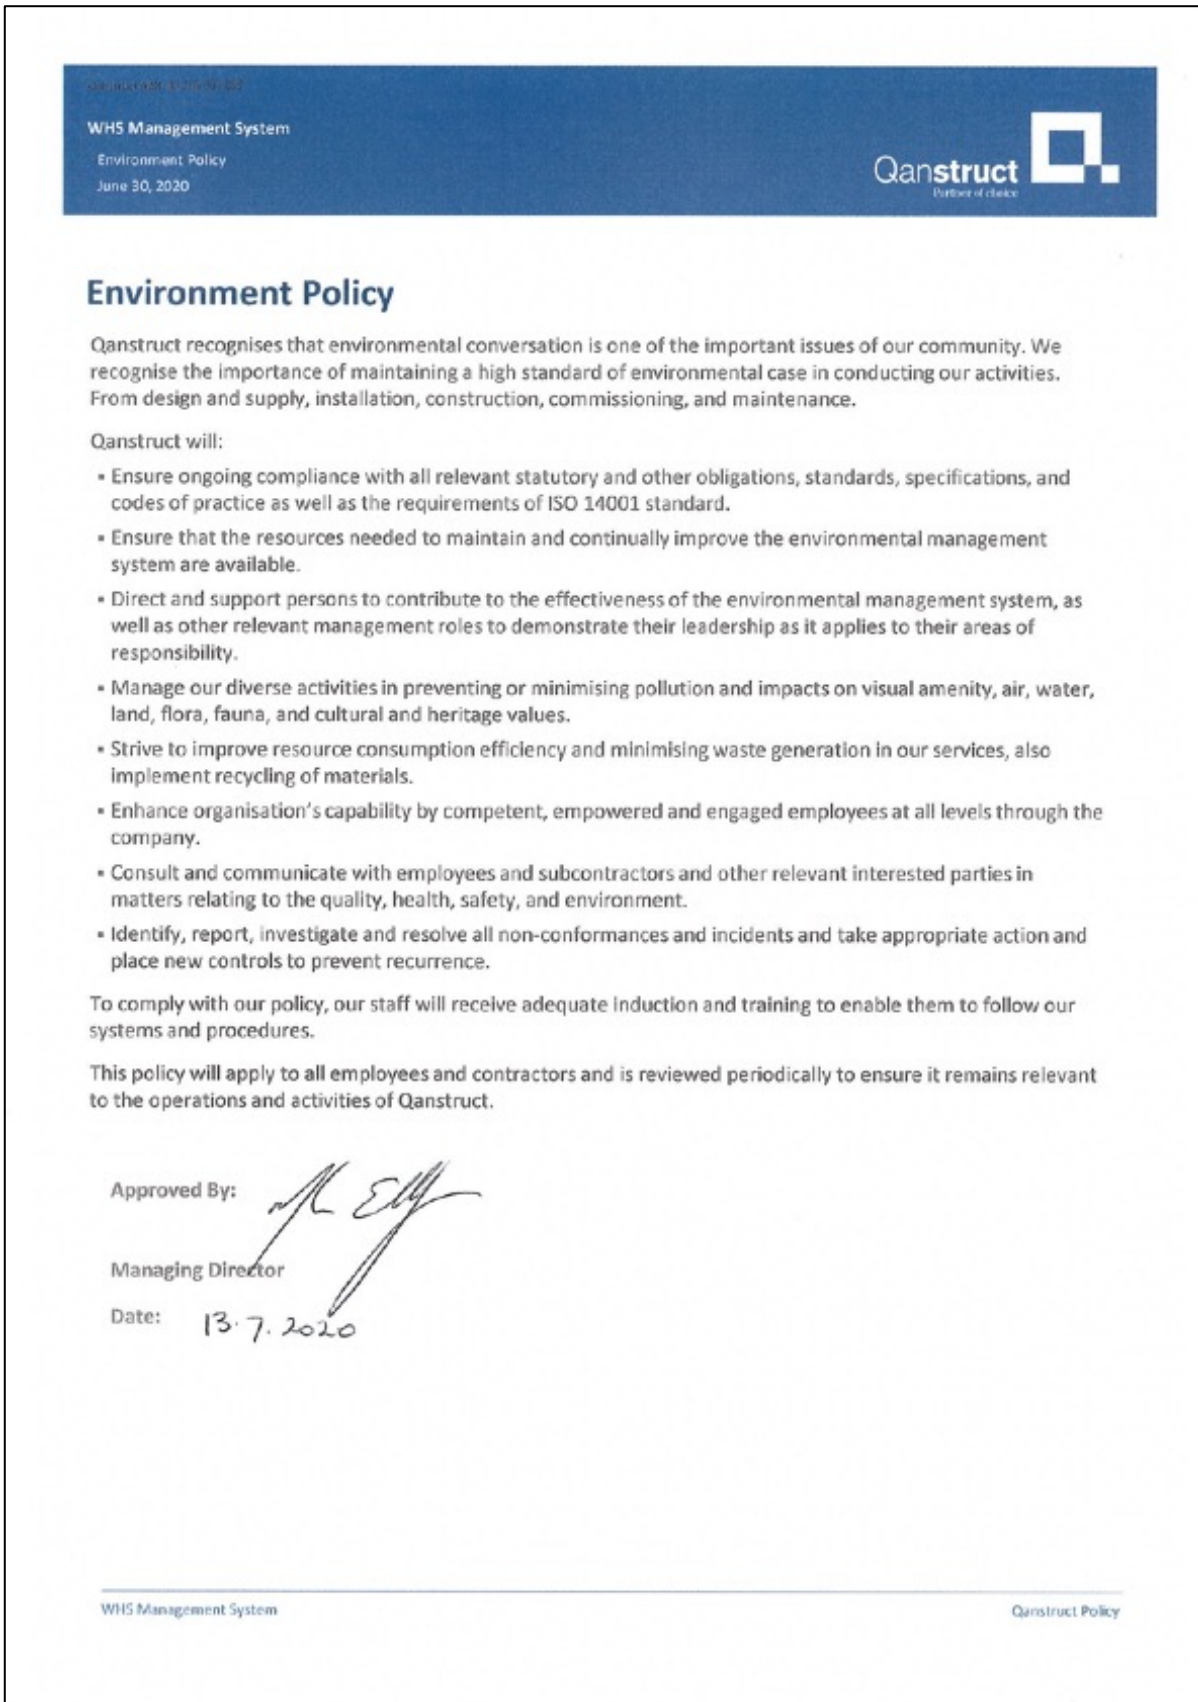 WHS Management System
Environment Policy
June 30, 2020
Qanstruct
Partner of choice
Environment Policy
Qanstruct recognises that environmental conversation is one of the important issues of our community. We
recognise the importance of maintaining a high standard of environmental case in conducting our activities.
From design and supply, installation, construction, commissioning, and maintenance.
Qanstruct will:
▪ Ensure ongoing compliance with all relevant statutory and other obligations, standards, specifications, and
codes of practice as well as the requirements of ISO 14001 standard.
▪ Ensure that the resources needed to maintain and continually improve the environmental management
system are available.
▪ Direct and support persons to contribute to the effectiveness of the environmental management system, as
well as other relevant management roles to demonstrate their leadership as it applies to their areas of
responsibility.
▪ Manage our diverse activities in preventing or minimising pollution and impacts on visual amenity, air, water,
land, flora, fauna, and cultural and heritage values.
▪ Strive to improve resource consumption efficiency and minimising waste generation in our services, also
implement recycling of materials.
▪ Enhance organisation's capability by competent, empowered and engaged employees at all levels through the
company.
▪ Consult and communicate with employees and subcontractors and other relevant interested parties in
matters relating to the quality, health, safety, and environment.
▪ Identify, report, investigate and resolve all non-conformances and incidents and take appropriate action and
place new controls to prevent recurrence.
To comply with our policy, our staff will receive adequate induction and training to enable them to follow our
systems and procedures.
This policy will apply to all employees and contractors and is reviewed periodically to ensure it remains relevant
to the operations and activities of Qanstruct.
Approved By:
Managing Director
Date: 13.7.2020
WHS Management System
Qanstruct Policy